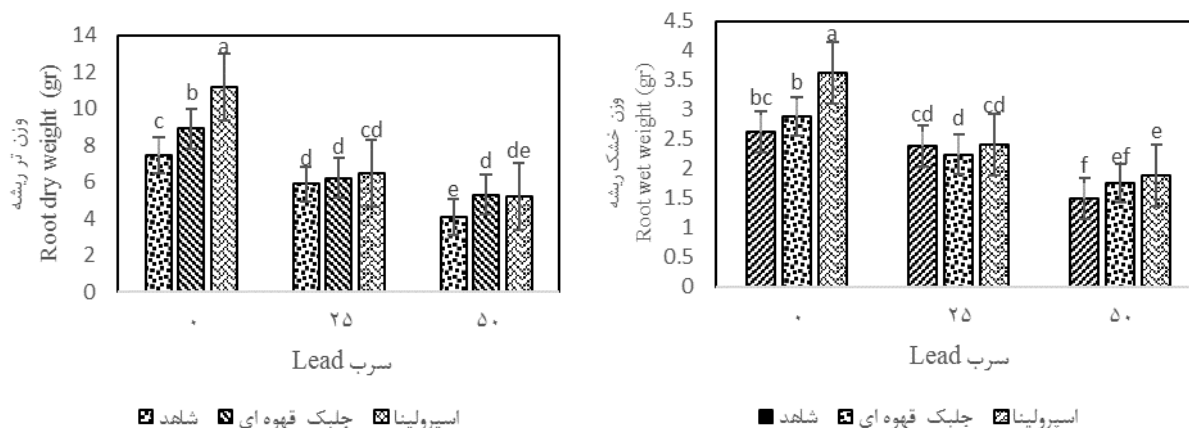 وزن تر ریشه
Root dry weight (gr)
14
12
10
8
6
4
2
0
c
b
a
d
d
cd
e
d
de
۰
۲۵
۵۰
سرب Lead
شاهد
جلبک قهوه ای
اسپرولینا
وزن خشک ریشه
Root wet weight (gr)
4.5
4
3.5
3
2.5
2
1.5
1
0.5
0
bc
b
a
cd
d
cd
f
ef
e
۰
۲۵
۵۰
سرب Lead
شاهد
جلبک قهوه ای
اسپرولینا